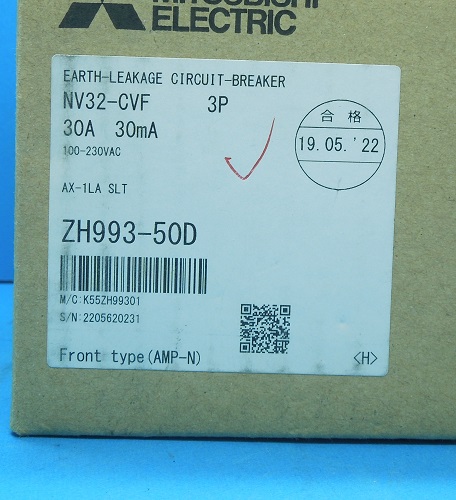 MITSUBISHI
ELECTRIC
EARTH-LEAKAGE CIRCUIT-BREAKER
NV32-CVF 3P
30A 30mA
100-230VAC
合格
19.05.'22
AX-1LA SLT
ZH993-50D
M/C:K55ZH99301
S/N:2205620231
Front type(AMP-N) <H>